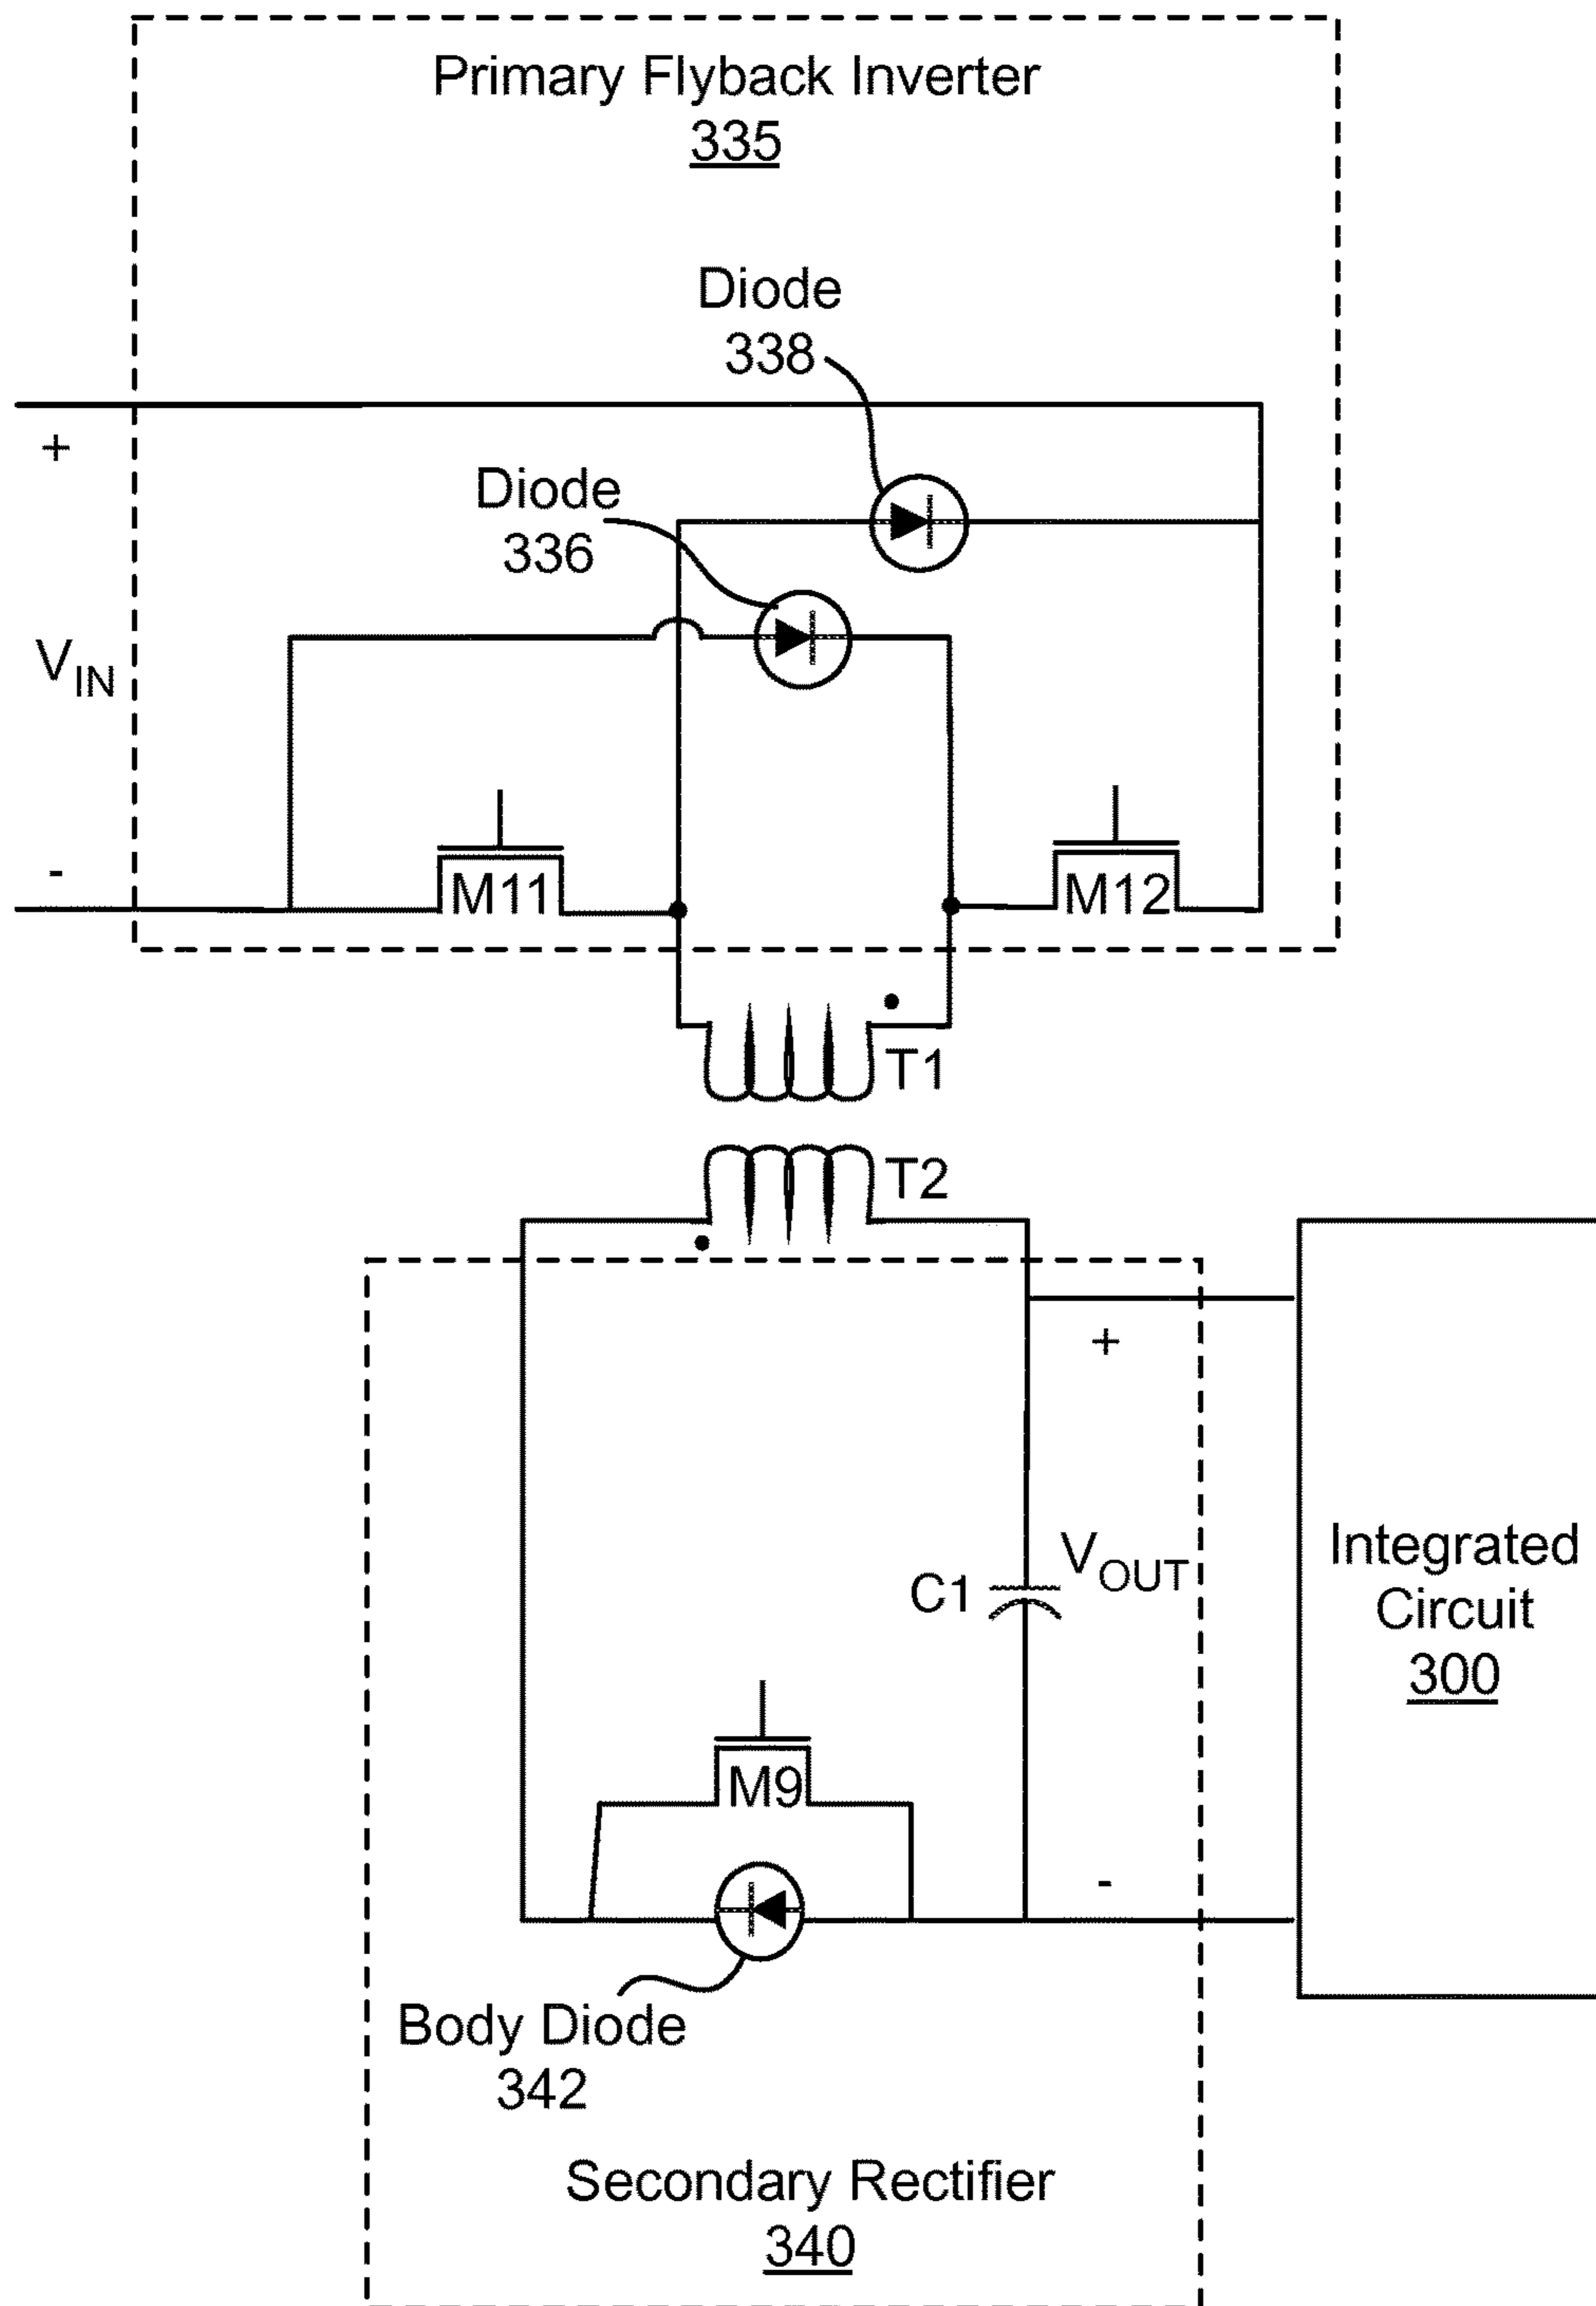 Primary Flyback Inverter
335
Diode
338
+
Diode
336
VIN
-
M11
M12
T1
T2
+
VOUT
C1
Integrated
Circuit
300
M9
-
Body Diode
342
Secondary Rectifier
340